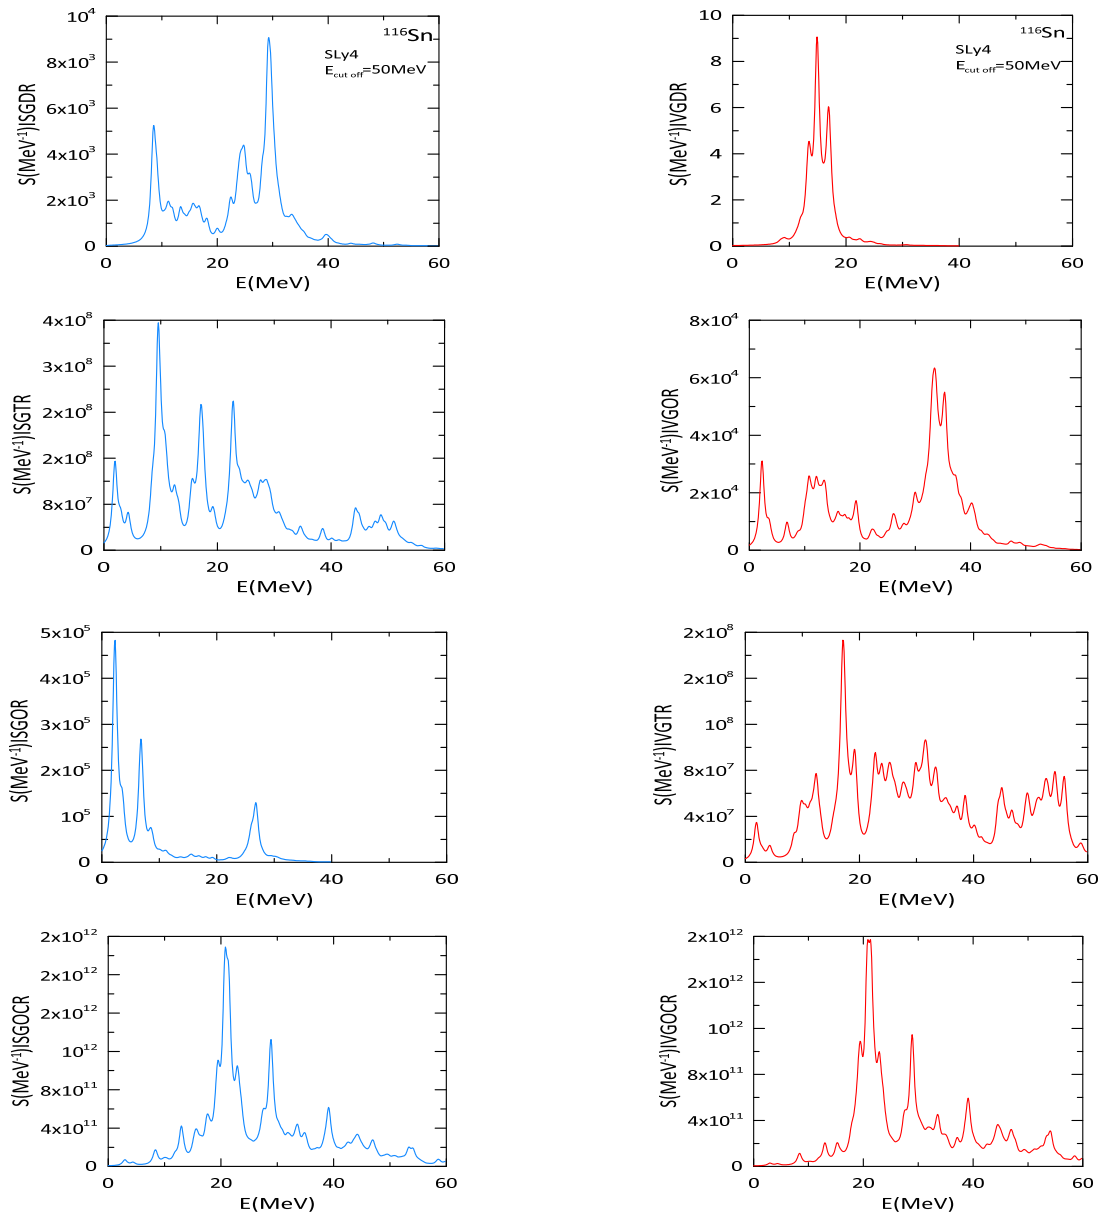 10⁴
8x10³
6x10³
4x10³
2x10³
0
0 20 40 60
E(MeV)
S(MeV⁻¹)ISGDR
¹¹⁶Sn
SLy4
E cut off=50MeV
10
8
6
4
2
0
0 20 40 60
E(MeV)
S(MeV⁻¹)IVGDR
¹¹⁶Sn
SLy4
E cut off=50MeV
4x10⁸
3x10⁸
2x10⁸
2x10⁸
8x10⁷
0
0 20 40 60
E(MeV)
S(MeV⁻¹)ISGTR
8x10⁴
6x10⁴
4x10⁴
2x10⁴
0
0 20 40 60
E(MeV)
S(MeV⁻¹)IVGOR
5x10⁵
4x10⁵
3x10⁵
2x10⁵
10⁵
0
0 20 40 60
E(MeV)
S(MeV⁻¹)ISGOR
2x10⁸
2x10⁸
10⁸
8x10⁷
4x10⁷
0
0 20 40 60
E(MeV)
S(MeV⁻¹)IVGTR
2x10¹²
2x10¹²
2x10¹²
10¹²
8x10¹¹
4x10¹¹
0
0 20 40 60
E(MeV)
S(MeV⁻¹)ISGOCR
2x10¹²
2x10¹²
10¹²
8x10¹¹
4x10¹¹
0
0 20 40 60
E(MeV)
S(MeV⁻¹)IVGOCR